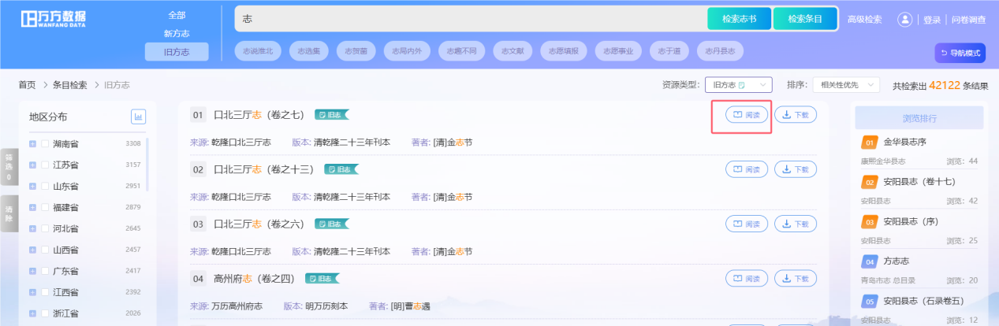 万方数据
WANFANG DATA
全部
新方志
旧方志
志
检索志书
检索条目
高级检索
登录
问卷调查
志说淮北
志选集
志贺菌
志局内外
志趣不同
志文献
志愿填报
志愿事业
志于道
志丹县志
导航模式
首页 > 条目检索 > 旧方志
资源类型: 旧方志
排序: 相关性优先
共检索出 42122 条结果
筛选 0
清除
地区分布
湖南省 3308
江苏省 3157
山东省 2951
福建省 2879
河北省 2645
山西省 2457
广东省 2417
江西省 2392
浙江省 2026
01 口北三厅志（卷之七） 旧志 阅读 下载
来源: 乾隆口北三厅志 版本: 清乾隆二十三年刊本 著者: [清]金志节
02 口北三厅志（卷之十三） 旧志 阅读 下载
来源: 乾隆口北三厅志 版本: 清乾隆二十三年刊本 著者: [清]金志节
03 口北三厅志（卷之六） 旧志 阅读 下载
来源: 乾隆口北三厅志 版本: 清乾隆二十三年刊本 著者: [清]金志节
04 高州府志（卷之四） 旧志 阅读 下载
来源: 万历高州府志 版本: 明万历刻本 著者: [明]曹志遇
浏览排行
01 金华县志序
康熙金华县志 浏览: 44
02 安阳县志（卷十七）
安阳县志 浏览: 42
03 安阳县志（序）
安阳县志 浏览: 25
04 方志志
青岛市志 总目录 浏览: 20
05 安阳县志（石录卷五）
安阳县志 浏览: 12